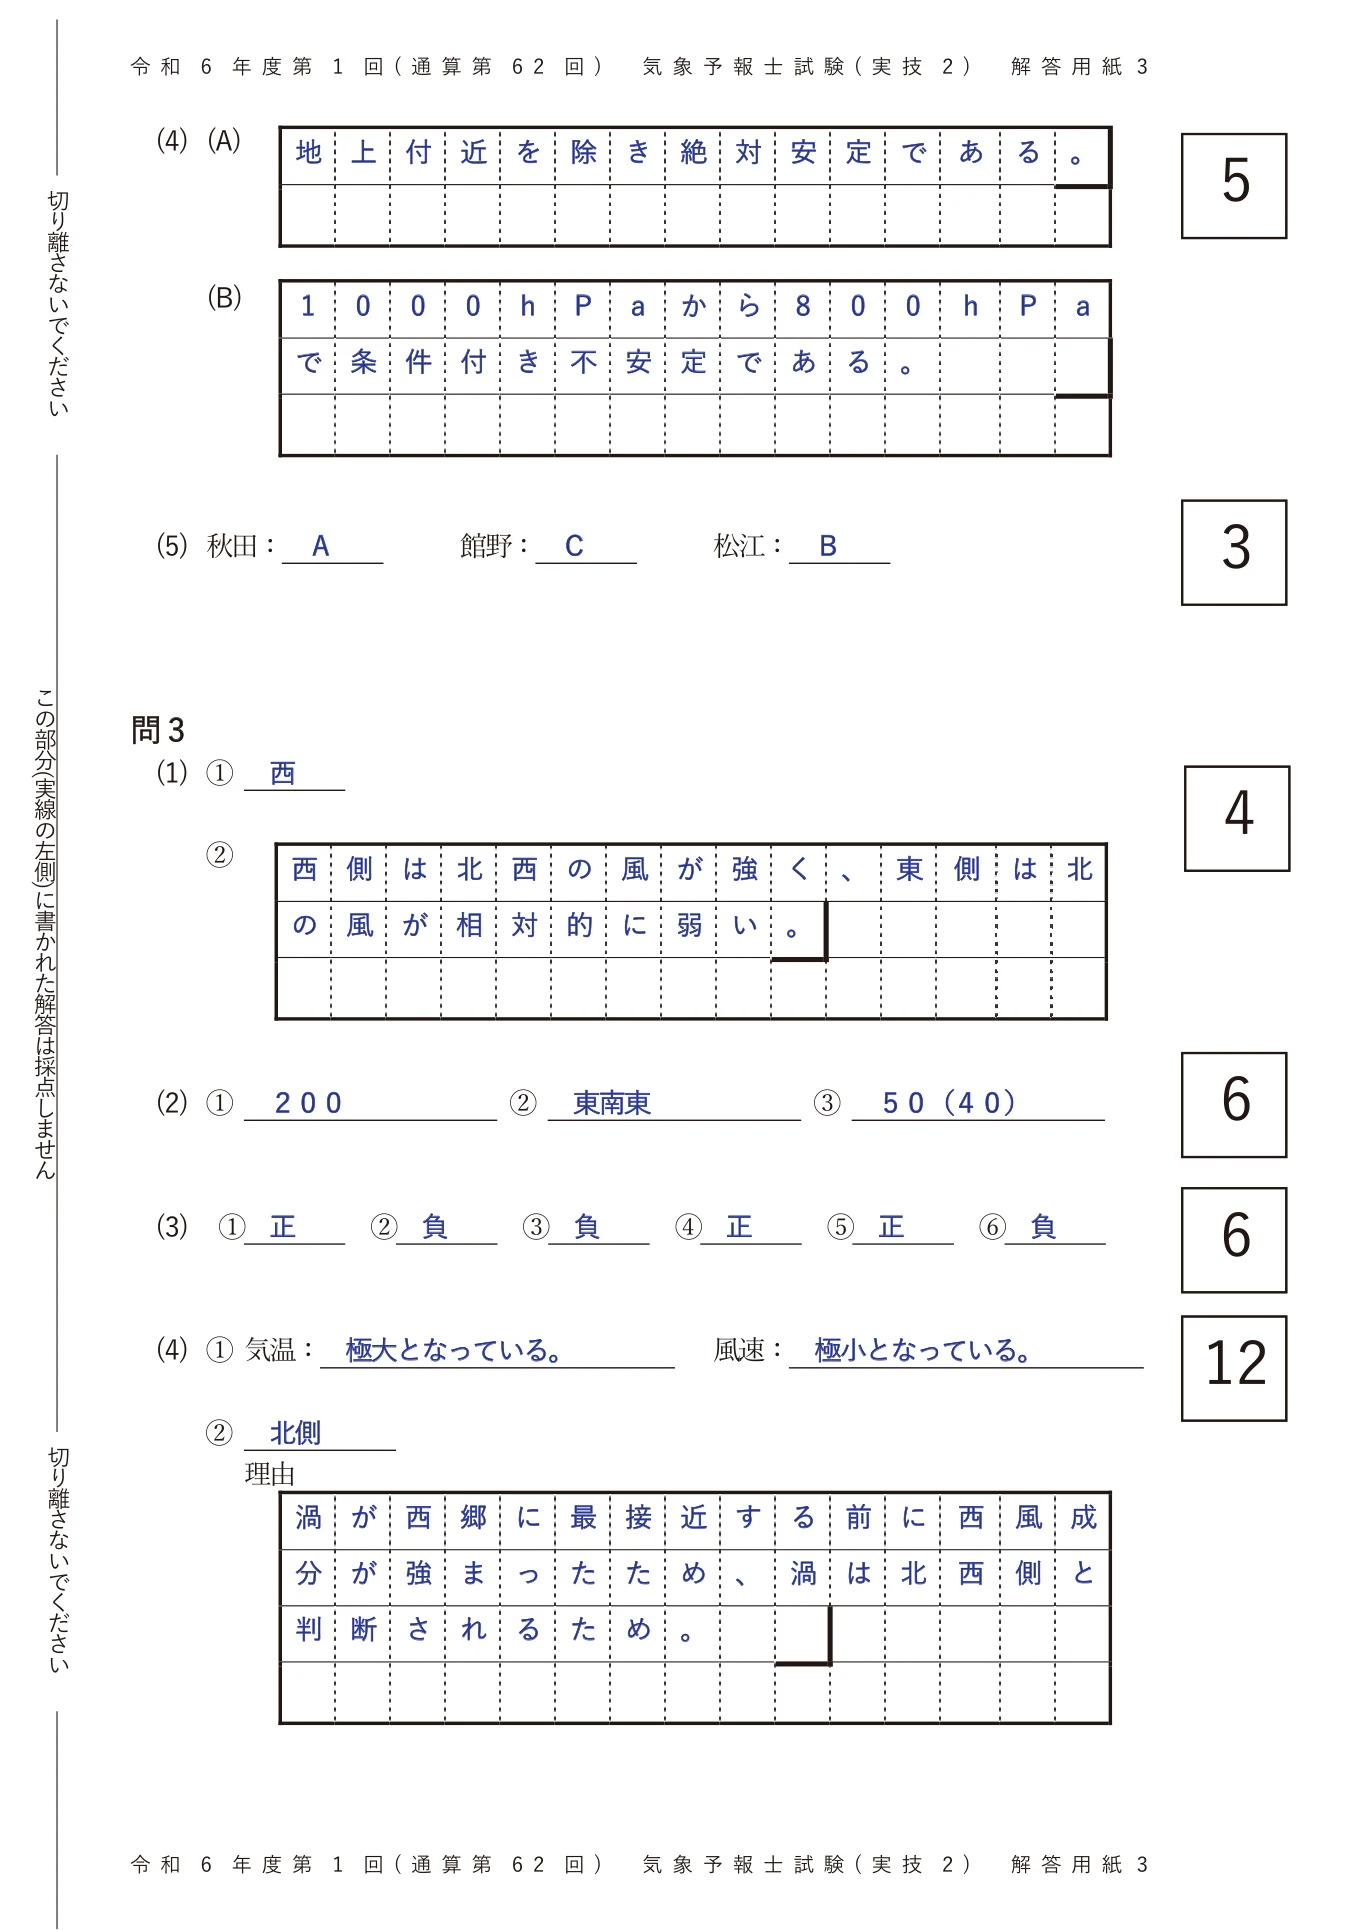 令和6年度第1回(通算第62回) 気象予報士試験(実技2) 解答用紙3
(4) (A) 地上付近を除き絶対安定である。
5
(B) 1000hPaから800hPa
で条件付き不安定である。
(5) 秋田：A 館野：C 松江：B
3
問3
(1) ① 西
4
② 西側は北西の風が強く、東側は北
の風が相対的に弱い。
(2) ① 200 ② 東南東 ③ 50(40)
6
(3) ① 正 ② 負 ③ 負 ④ 正 ⑤ 正 ⑥ 負
6
(4) ① 気温：極大となっている。 風速：極小となっている。
12
② 北側
理由
渦が西郷に最接近する前に西風成
分が強まったため、渦は北西側と
判断されるため。
令和6年度第1回(通算第62回) 気象予報士試験(実技2) 解答用紙3
切り離さないでください
この部分(実線の左側)に書かれた解答は採点しません
切り離さないでください